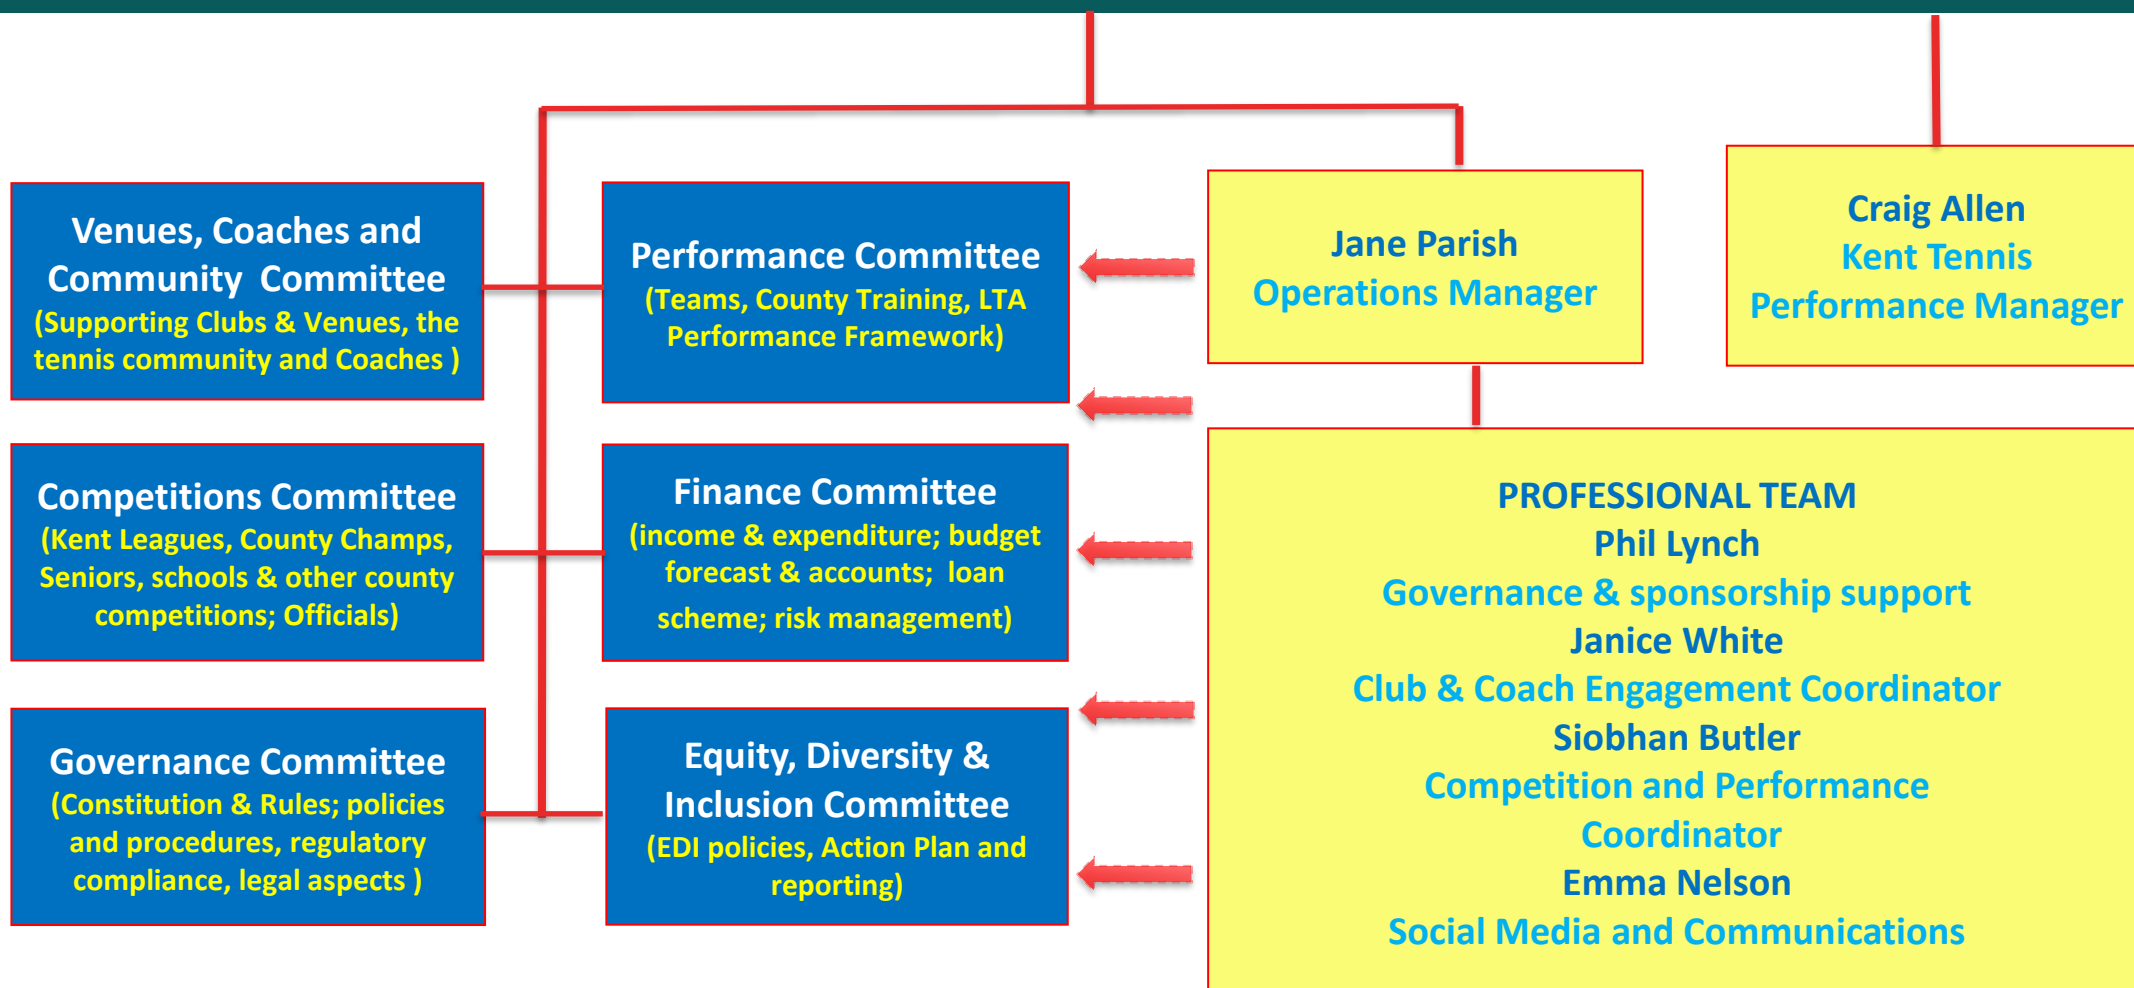 Venues, Coaches and
Community Committee
(Supporting Clubs & Venues, the
tennis community and Coaches )
Performance Committee
(Teams, County Training, LTA
Performance Framework)
Jane Parish
Operations Manager
Craig Allen
Kent Tennis
Performance Manager
Competitions Committee
(Kent Leagues, County Champs,
Seniors, schools & other county
competitions; Officials)
Finance Committee
(income & expenditure; budget
forecast & accounts; loan
scheme; risk management)
Governance Committee
(Constitution & Rules; policies
and procedures, regulatory
compliance, legal aspects )
Equity, Diversity &
Inclusion Committee
(EDI policies, Action Plan and
reporting)
PROFESSIONAL TEAM
Phil Lynch
Governance & sponsorship support
Janice White
Club & Coach Engagement Coordinator
Siobhan Butler
Competition and Performance
Coordinator
Emma Nelson
Social Media and Communications